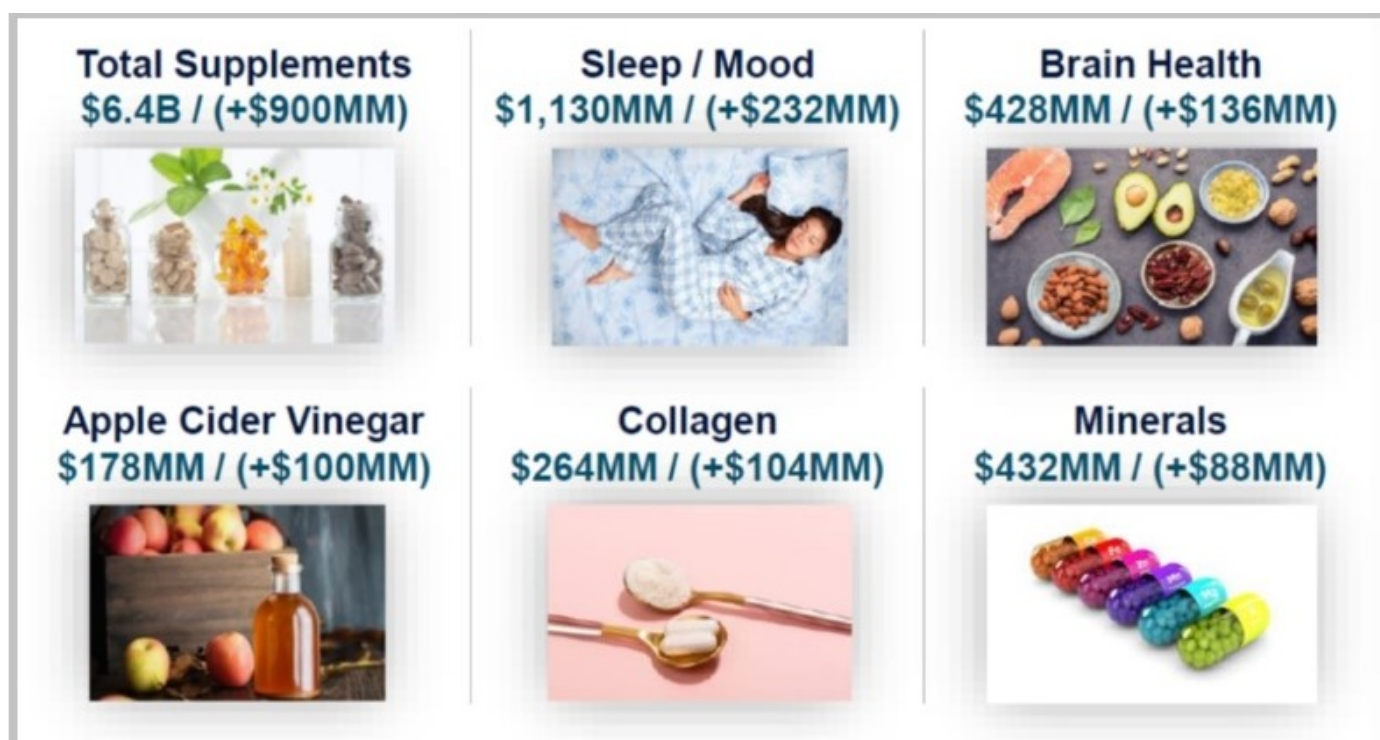 Total Supplements
$6.4B / (+$900MM)
Sleep / Mood
$1,130MM / (+$232MM)
Brain Health
$428MM / (+$136MM)
Apple Cider Vinegar
$178MM / (+$100MM)
Collagen
$264MM / (+$104MM)
Minerals
$432MM / (+$88MM)